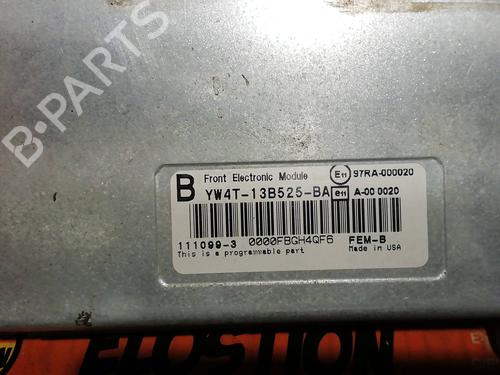 B·PARTS
B
Front Electronic Module
E11
97RA-000020
YW4T-13B525-BA
e11
A-00 0020
111099-3
0000FBGH4QF6
FEM-B
This is a programmable part
Made in USA